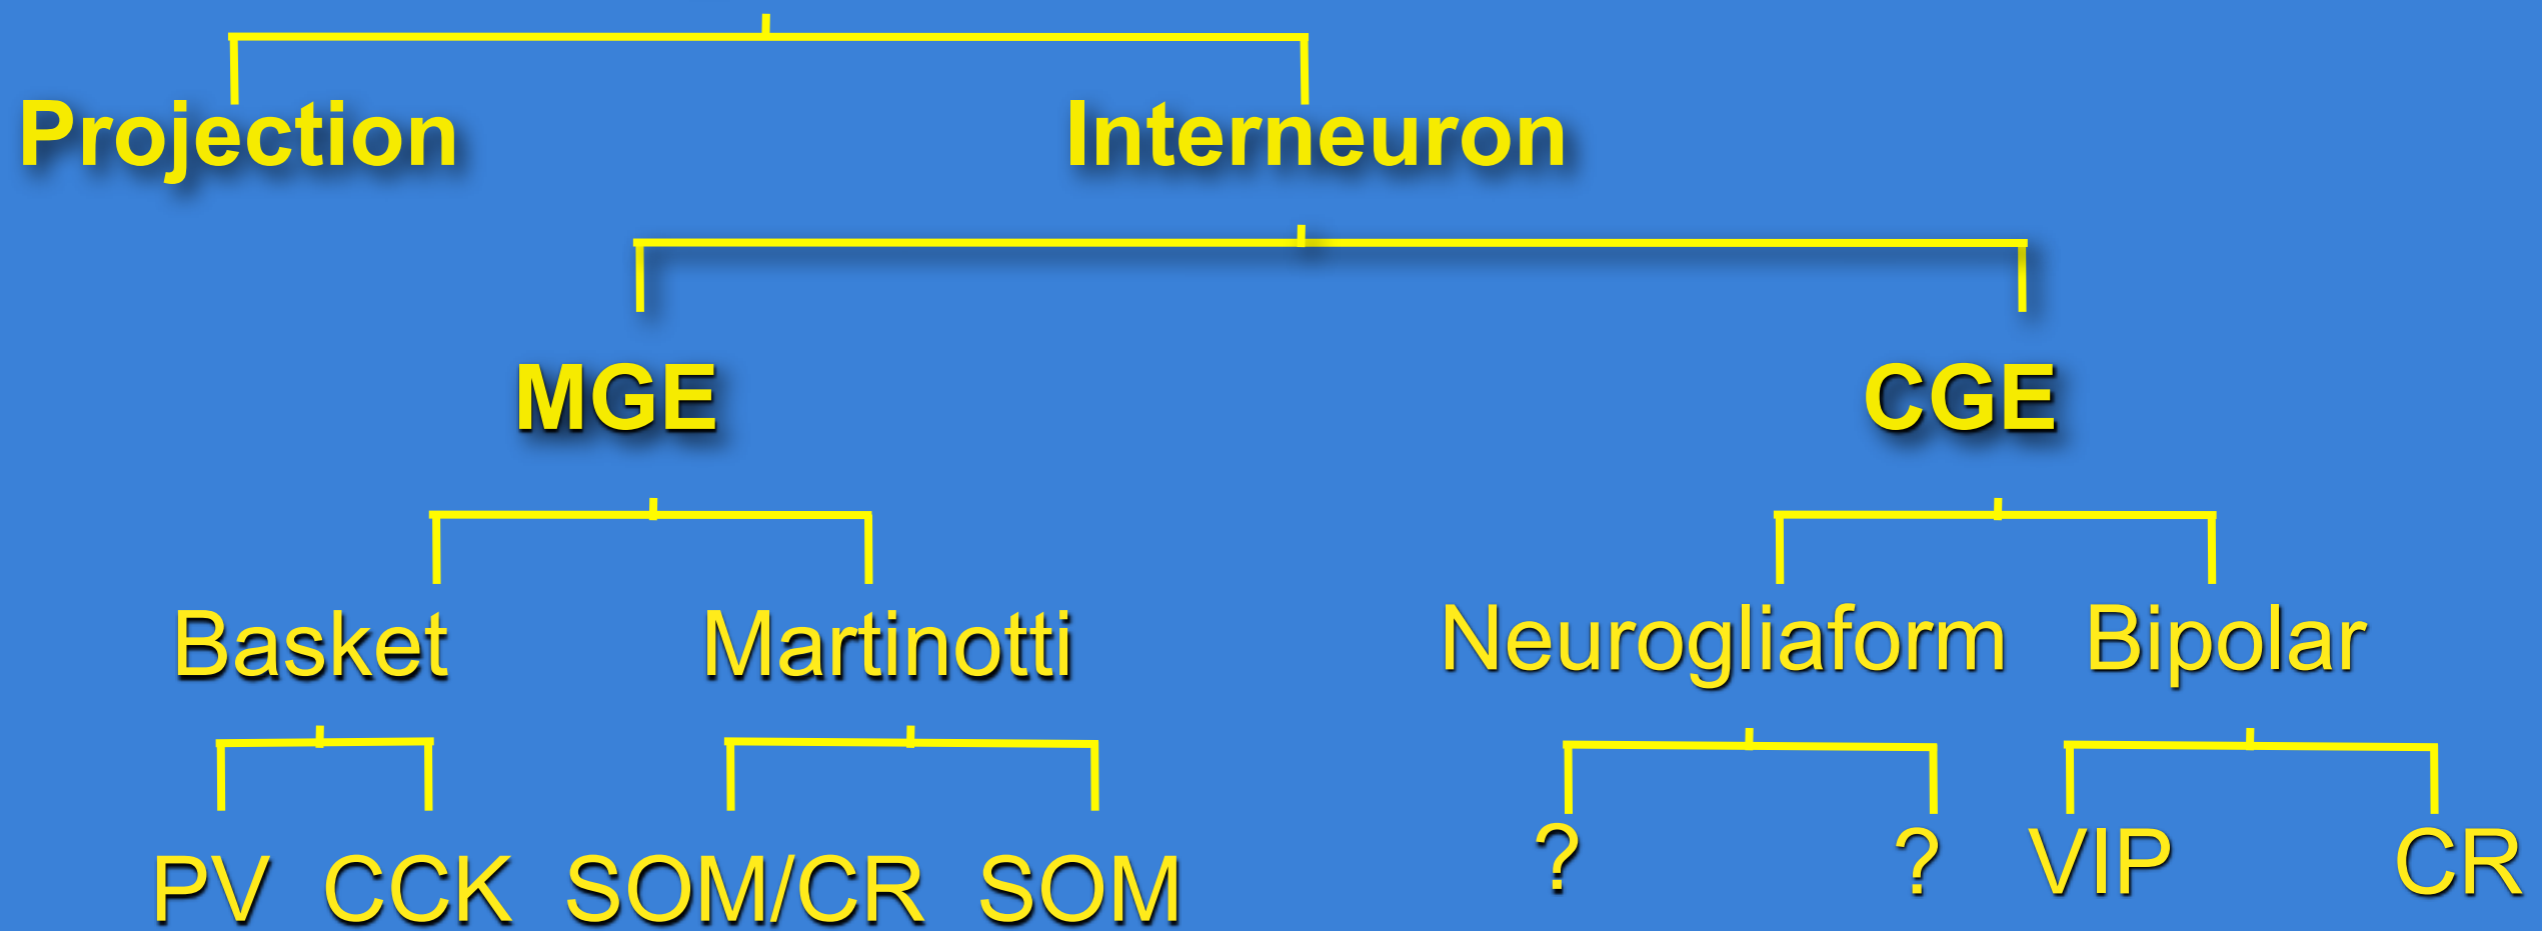 Projection Interneuron
MGE CGE
Basket Martinotti Neurogliaform Bipolar
PV CCK SOM/CR SOM ? ? VIP CR